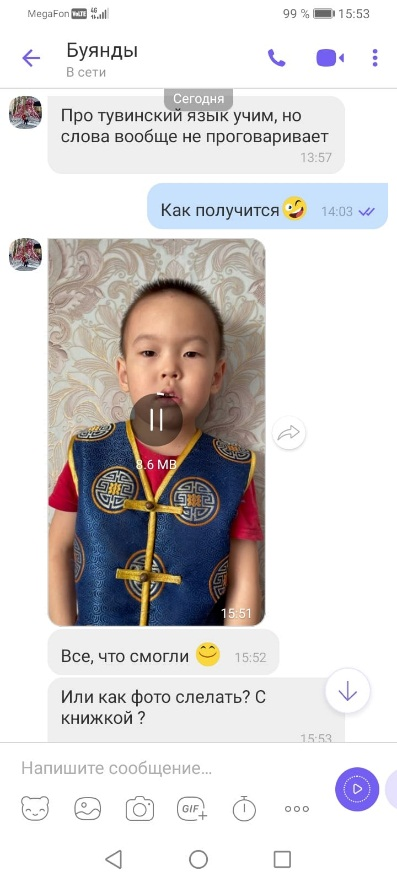 MegaFon VoLTE 4G 99 % 15:53
Буянды
В сети
Сегодня
Про тувинский язык учим, но
слова вообще не проговаривает
13:57
Как получится 14:03
8.6 MB
15:51
Все, что смогли 15:52
Или как фото слелать? С
книжкой ?
15:53
Напишите сообщение...
GIF